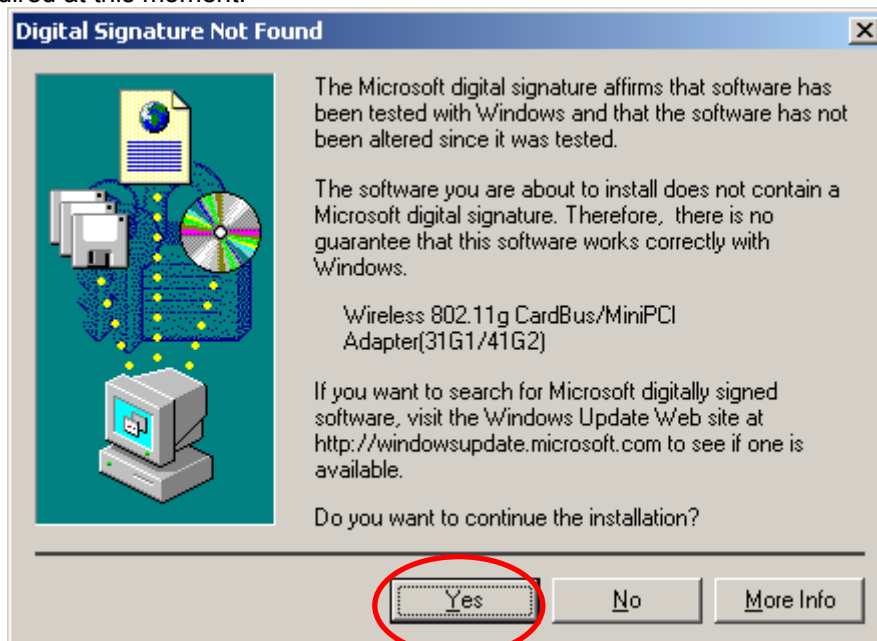 uired at this moment.
Digital Signature Not Found
The Microsoft digital signature affirms that software has
been tested with Windows and that the software has not
been altered since it was tested.
The software you are about to install does not contain a
Microsoft digital signature. Therefore, there is no
guarantee that this software works correctly with
Windows.
Wireless 802.11g CardBus/MiniPCI
Adapter(31G1/41G2)
If you want to search for Microsoft digitally signed
software, visit the Windows Update Web site at
http://windowsupdate.microsoft.com to see if one is
available.
Do you want to continue the installation?
Yes No More Info